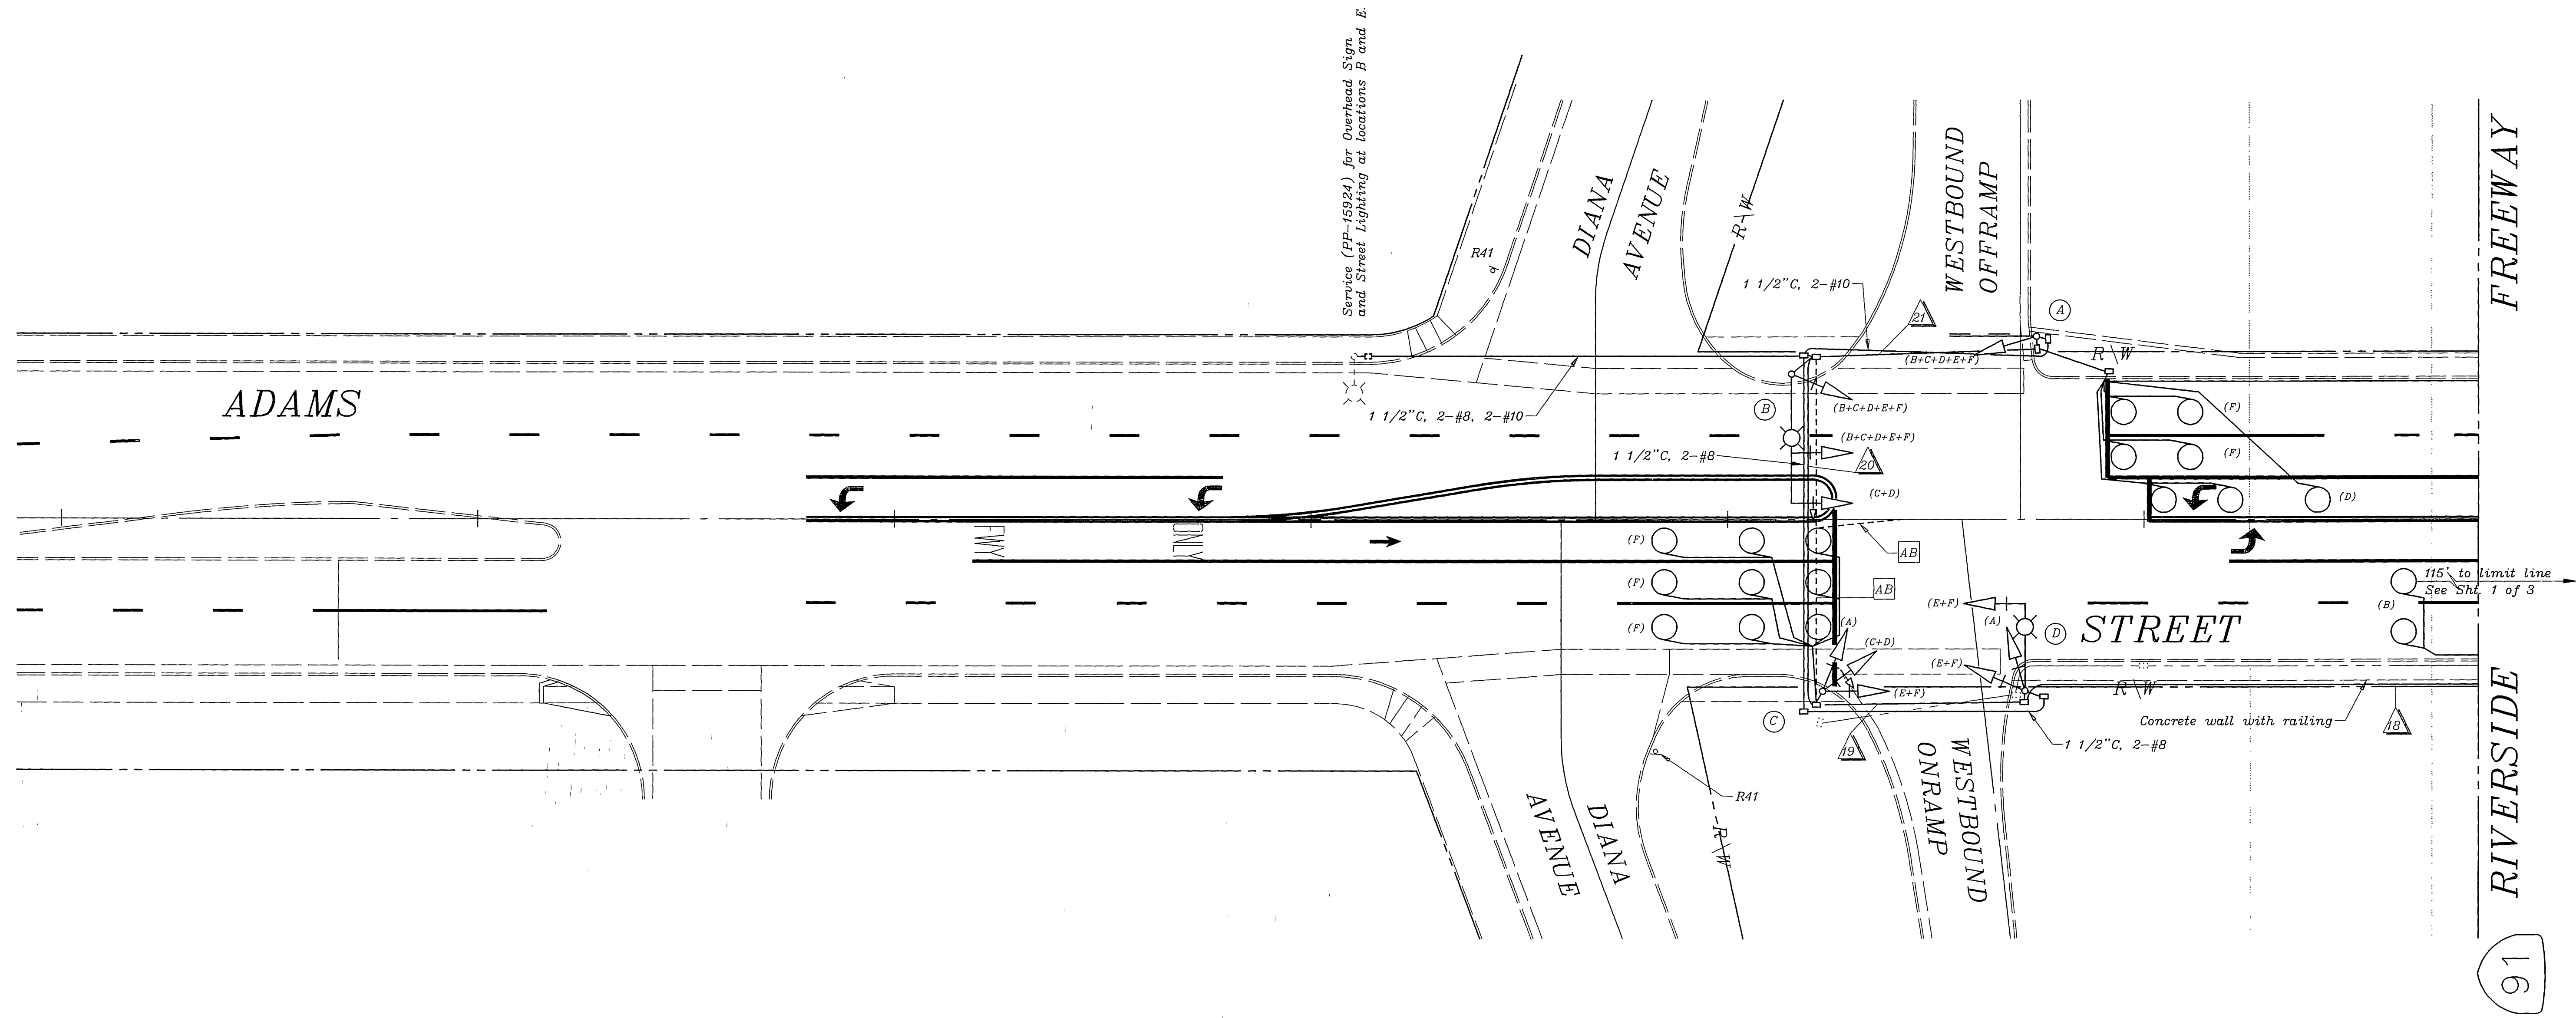 Service (PP-15924) for Overhead Sign
and Street Lighting at locations B and E.
R41
DIANA
AVENUE
R\W
WESTBOUND
OFFRAMP
FREEWAY
1 1/2"C, 2-#10
21
A
(B+C+D+E+F)
R\W
ADAMS
1 1/2"C, 2-#8, 2-#10
B
(B+C+D+E+F)
(F)
(B+C+D+E+F)
1 1/2"C, 2-#8
20
(F)
(C+D)
(D)
FWY
ONLY
(F)
AB
(F)
AB
115' to limit line
See Sht. 1 of 3
(E+F)
(B)
(F)
(A)
(A)
D
STREET
(C+D)
(E+F)
(E+F)
R\W
C
19
Concrete wall with railing
18
1 1/2"C, 2-#8
R41
AVENUE
DIANA
R\W
WESTBOUND
ONRAMP
RIVERSIDE
91